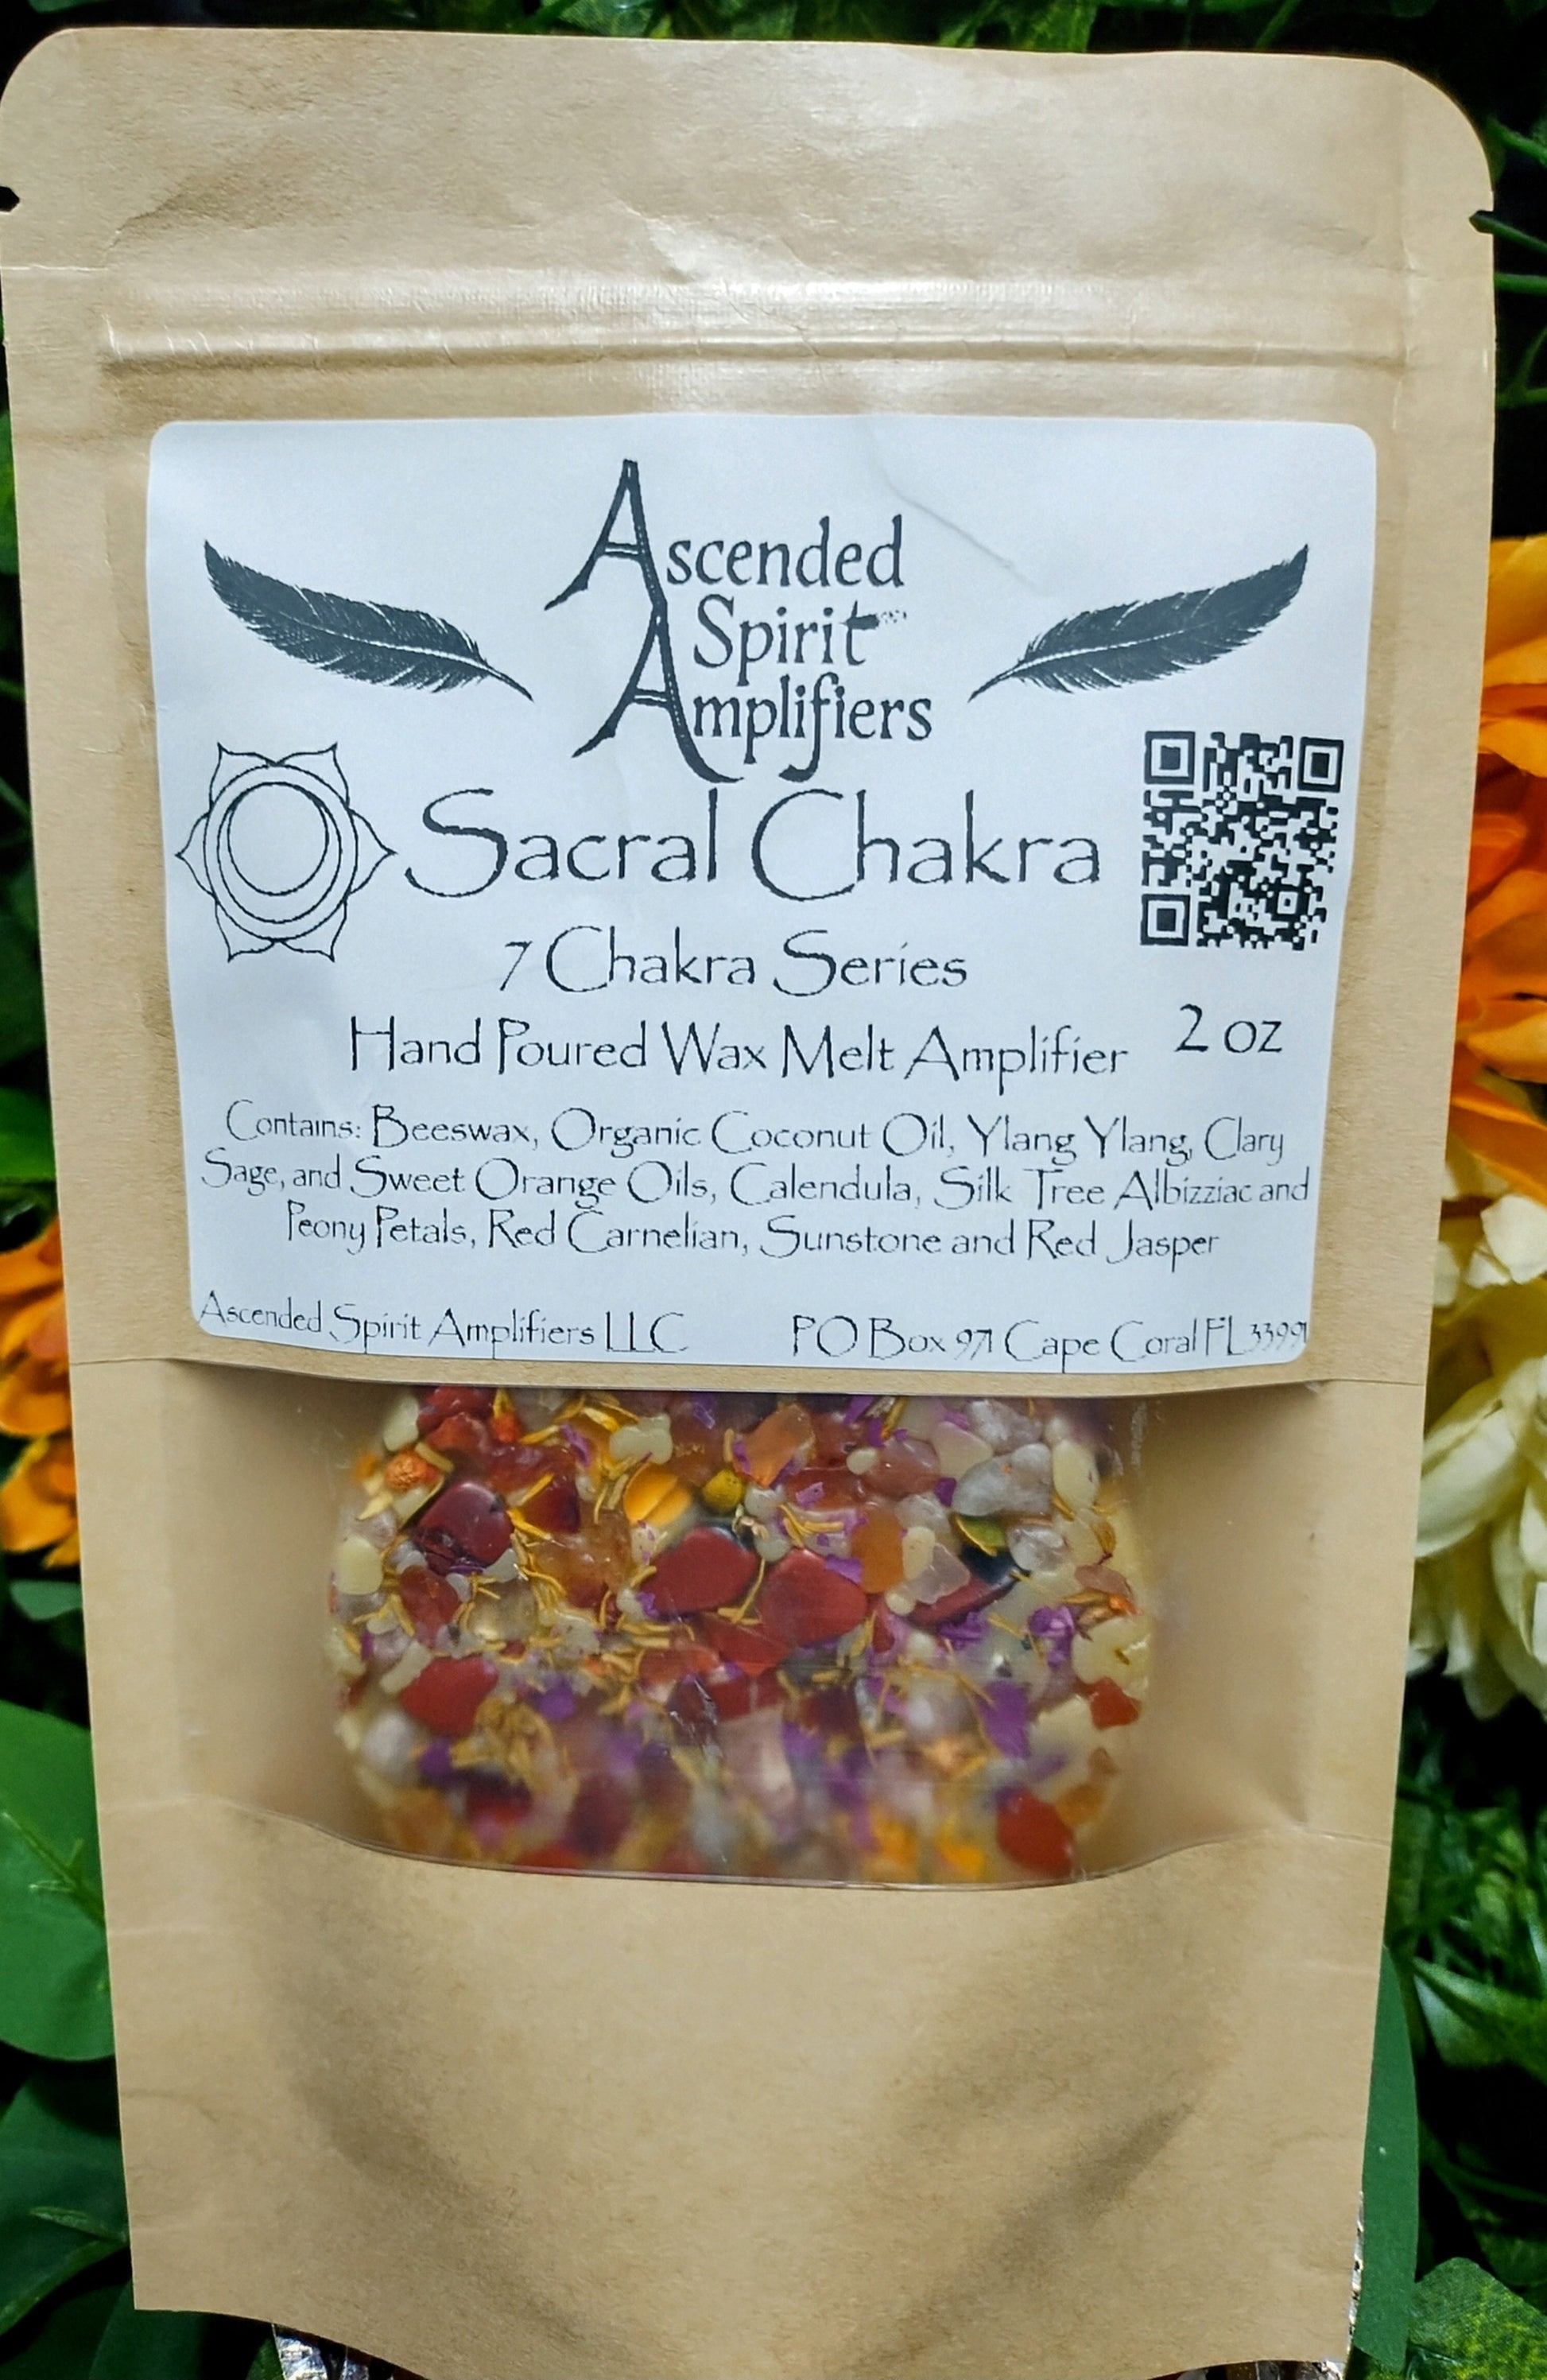 Ascended
Spirit
Amplifiers
Sacral Chakra
7 Chakra Series
Hand Poured Wax Melt Amplifier 2 oz
Contains: Beeswax, Organic Coconut Oil, Ylang Ylang, Clary
Sage, and Sweet Orange Oils, Calendula, Silk Tree Albizziac and
Peony Petals, Red Carnelian, Sunstone and Red Jasper
Ascended Spirit Amplifiers LLC PO Box 971 Cape Coral FL 33991